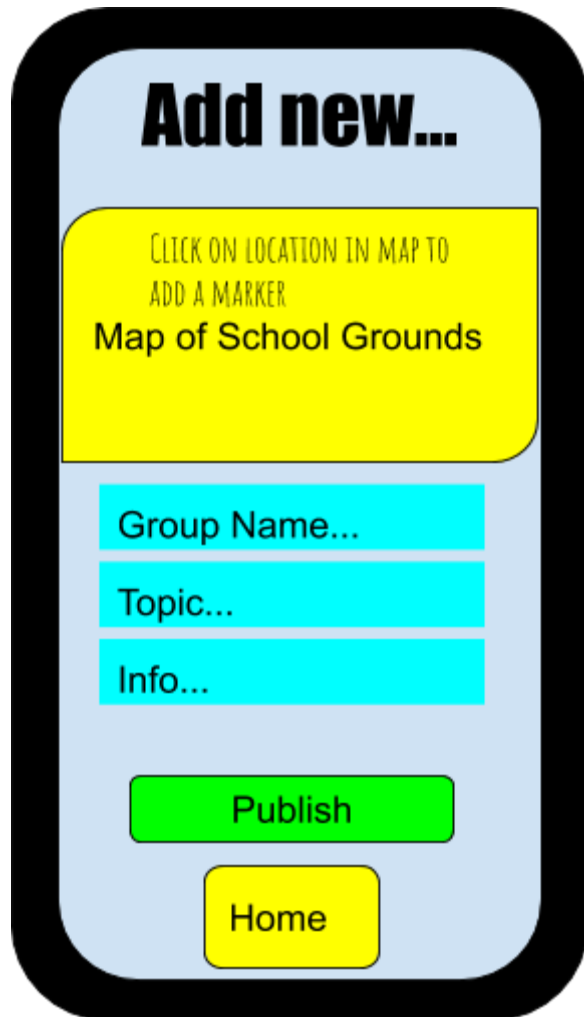 Add new...
Click on location in map to
add a marker
Map of School Grounds
Group Name...
Topic...
Info...
Publish
Home